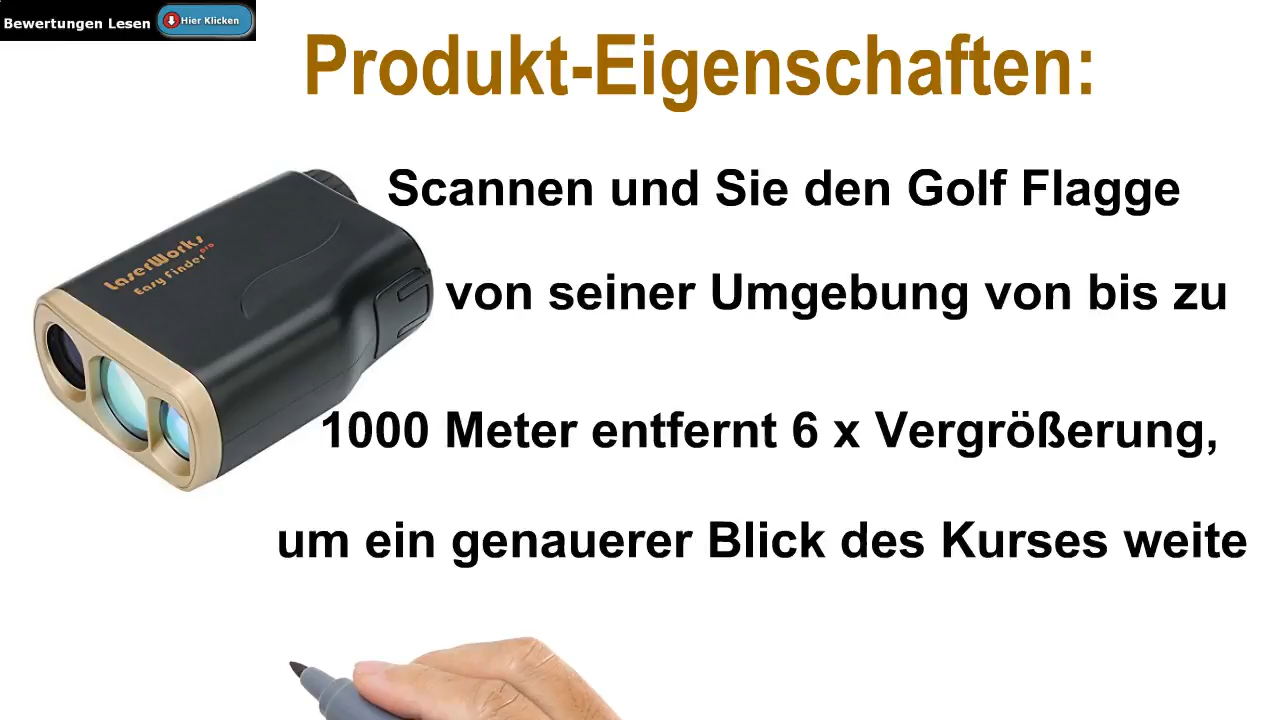 Bewertungen Lesen Hier Klicken
Produkt-Eigenschaften:
Scannen und Sie den Golf Flagge
LaserWorks
pro
Easy Finder
von seiner Umgebung von bis zu
1000 Meter entfernt 6 x Vergrößerung,
um ein genauerer Blick des Kurses weite